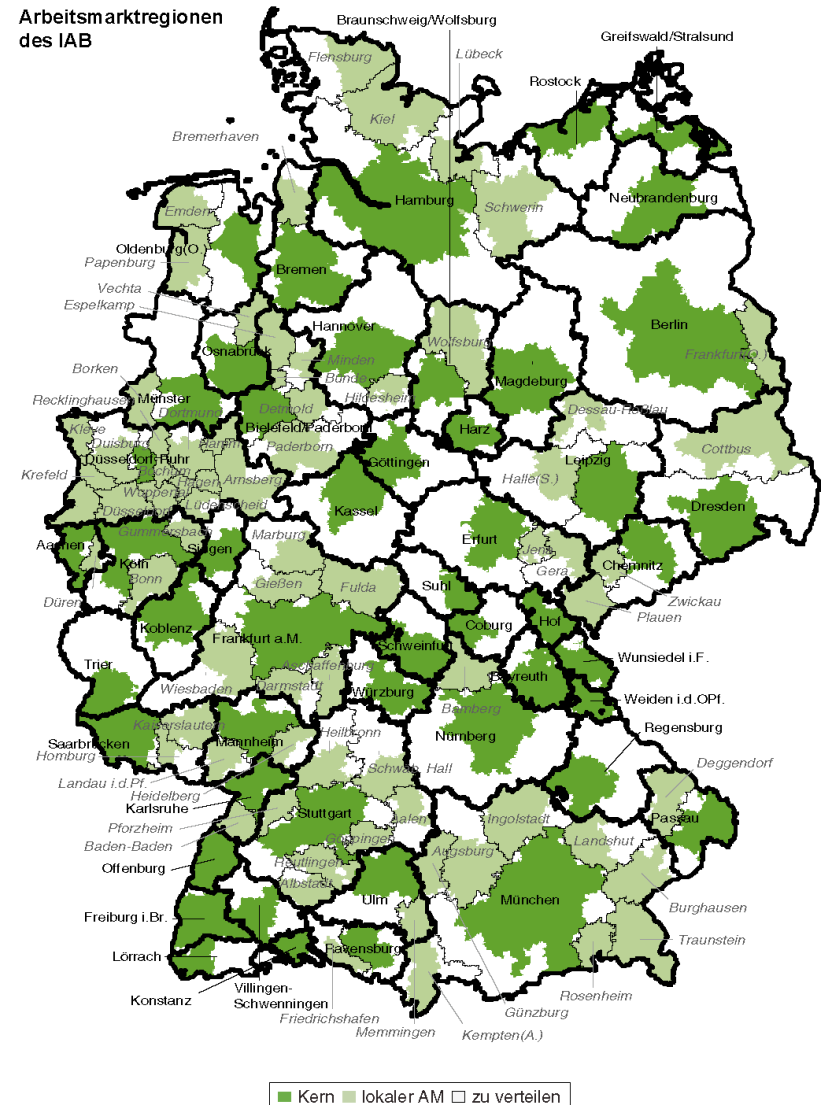 Arbeitsmarktregionen
des IAB
Braunschweig/Wolfsburg
Greifswald/Stralsund
Lübeck
Flensburg
Rostock
Kiel
Bremerhaven
Hamburg
Schwerin
Neubrandenburg
Emden
Oldenburg(O.)
Papenburg
Bremen
Vechta
Espelkamp
Hannover
Berlin
Wolfsburg
Osnabrück
Minden
Frankfurt(O.)
Borken
Bünde
Magdeburg
Recklinghausen
Münster
Hildesheim
Dortmund
Detmold
Dessau-Roßlau
Kleve
Bielefeld/Paderborn
Harz
Duisburg
Hamm
Paderborn
Cottbus
Düsseldorf-Ruhr
Göttingen
Leipzig
Krefeld
Bochum
Hagen
Arnsberg
Halle(S.)
Wuppertal
Düsseldorf
Lüdenscheid
Kassel
Dresden
Gummersbach
Marburg
Erfurt
Aachen
Siegen
Jena
Köln
Chemnitz
Bonn
Gießen
Fulda
Gera
Düren
Suhl
Zwickau
Koblenz
Coburg
Hof
Plauen
Frankfurt a.M.
Schweinfurt
Trier
Aschaffenburg
Wunsiedel i.F.
Bayreuth
Wiesbaden
Darmstadt
Würzburg
Weiden i.d.OPf.
Bamberg
Kaiserslautern
Regensburg
Saarbrücken
Mannheim
Heilbronn
Nürnberg
Homburg
Deggendorf
Landau i.d.Pf.
Schwäb. Hall
Heidelberg
Karlsruhe
Stuttgart
Aalen
Ingolstadt
Passau
Pforzheim
Göppingen
Landshut
Baden-Baden
Augsburg
Offenburg
Reutlingen
Albstadt
Ulm
München
Burghausen
Freiburg i.Br.
Traunstein
Ravensburg
Lörrach
Villingen-
Schwenningen
Rosenheim
Konstanz
Günzburg
Friedrichshafen
Memmingen
Kempten(A.)
Kern
lokaler AM
zu verteilen